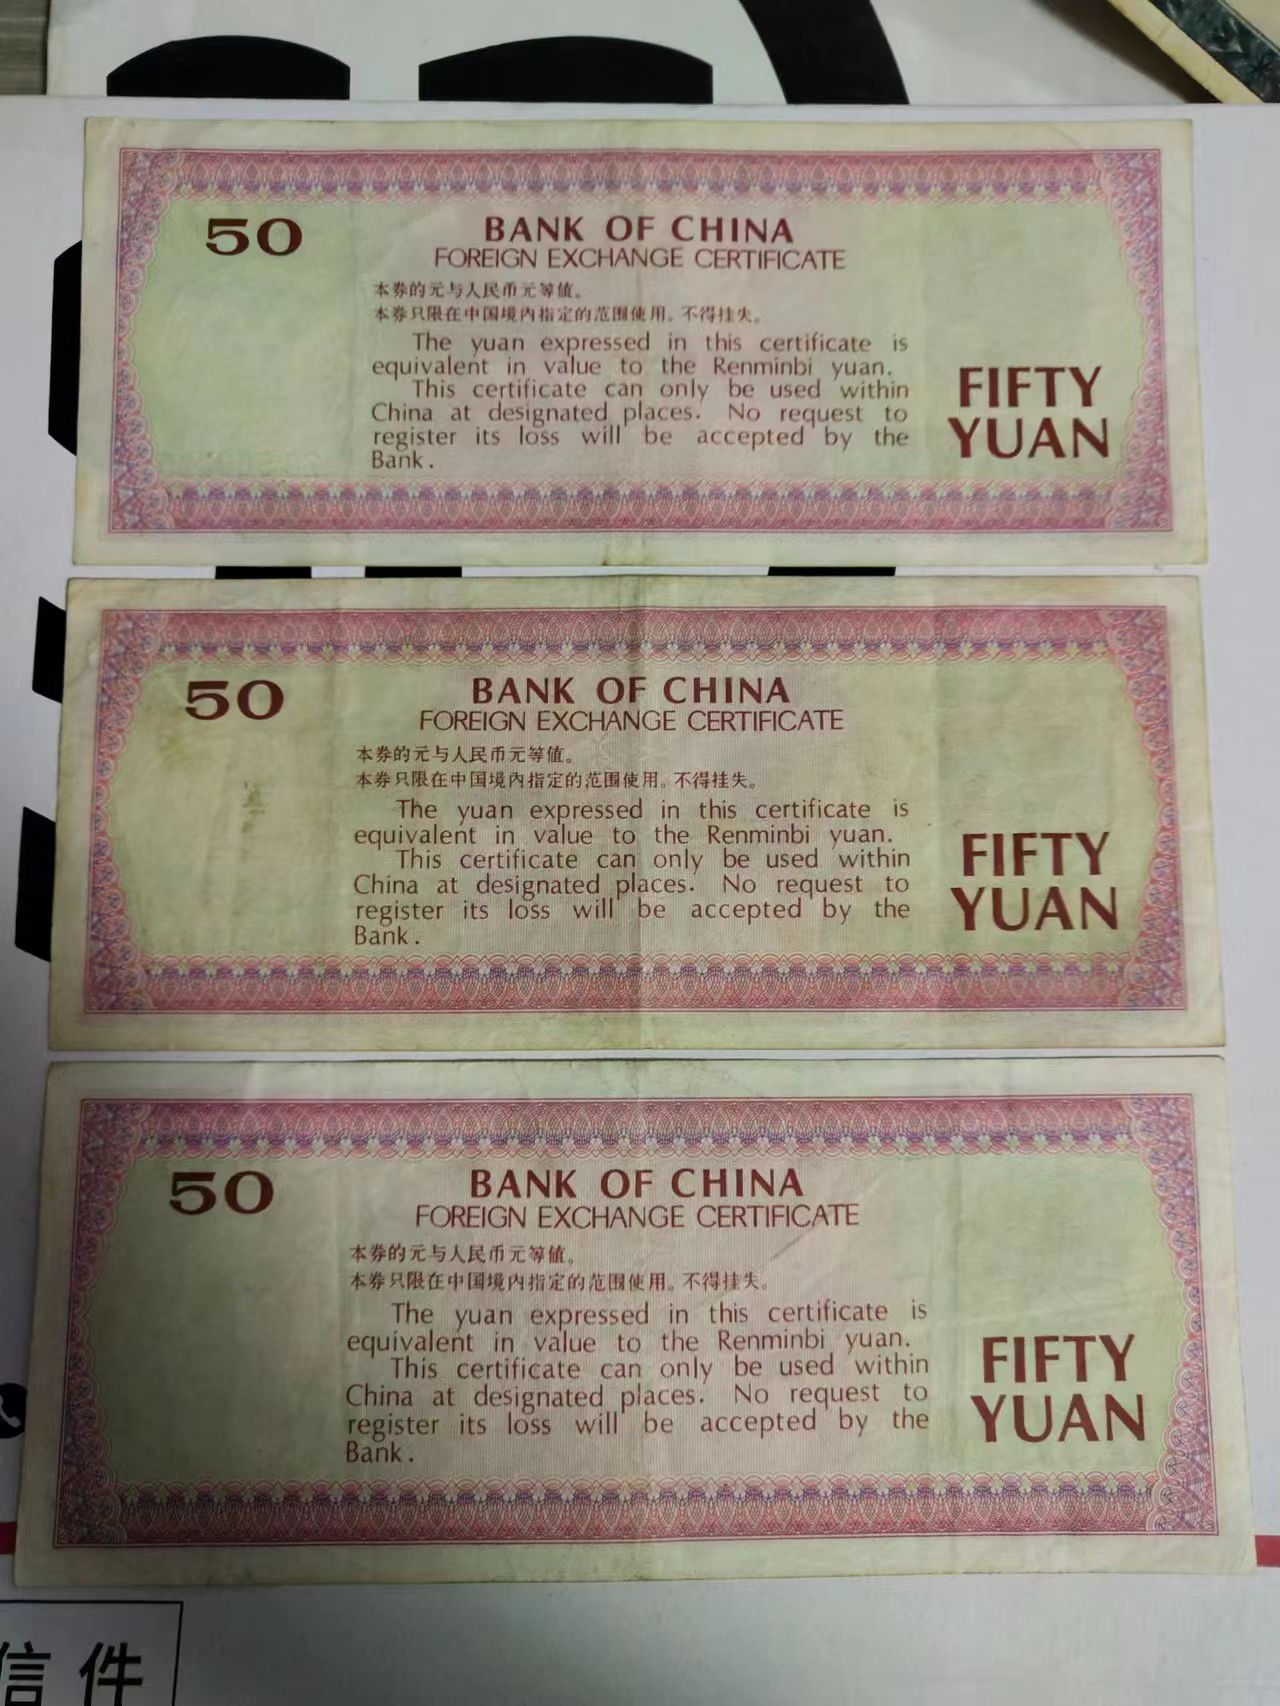 50
BANK OF CHINA
FOREIGN EXCHANGE CERTIFICATE
本券的元与人民币元等值。
本券只限在中国境内指定的范围使用。不得挂失。
The yuan expressed in this certificate is
equivalent in value to the Renminbi yuan.
This certificate can only be used within
China at designated places. No request to
register its loss will be accepted by the
Bank.
FIFTY
YUAN
50
BANK OF CHINA
FOREIGN EXCHANGE CERTIFICATE
本券的元与人民币元等值。
本券只限在中国境内指定的范围使用。不得挂失。
The yuan expressed in this certificate is
equivalent in value to the Renminbi yuan.
This certificate can only be used within
China at designated places. No request to
register its loss will be accepted by the
Bank.
FIFTY
YUAN
50
BANK OF CHINA
FOREIGN EXCHANGE CERTIFICATE
本券的元与人民币元等值。
本券只限在中国境内指定的范围使用。不得挂失。
The yuan expressed in this certificate is
equivalent in value to the Renminbi yuan.
This certificate can only be used within
China at designated places. No request to
register its loss will be accepted by the
Bank.
FIFTY
YUAN
信件